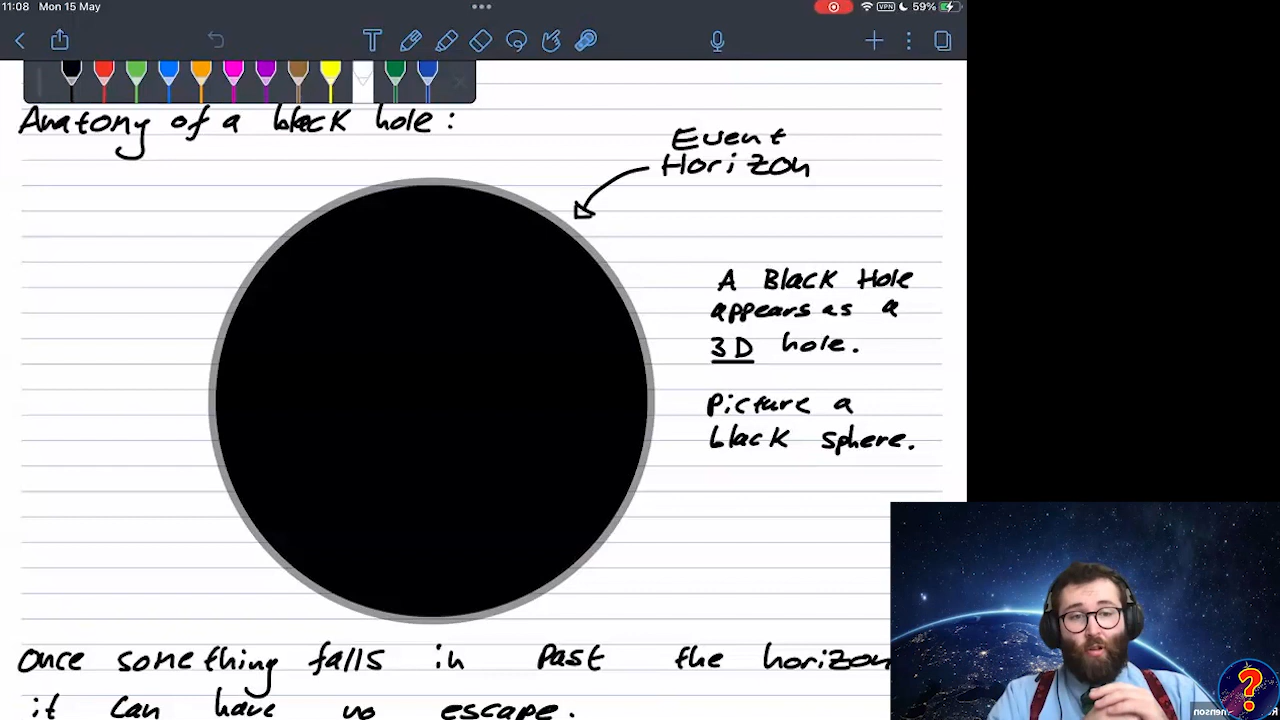 11:08 Mon 15 May
VPN 59%
Anatomy of a black hole:
Event
Horizon
A Black Hole
appears as a
3D hole.
Picture a
black sphere.
Once something falls in past the horizon
it can have no escape.
?